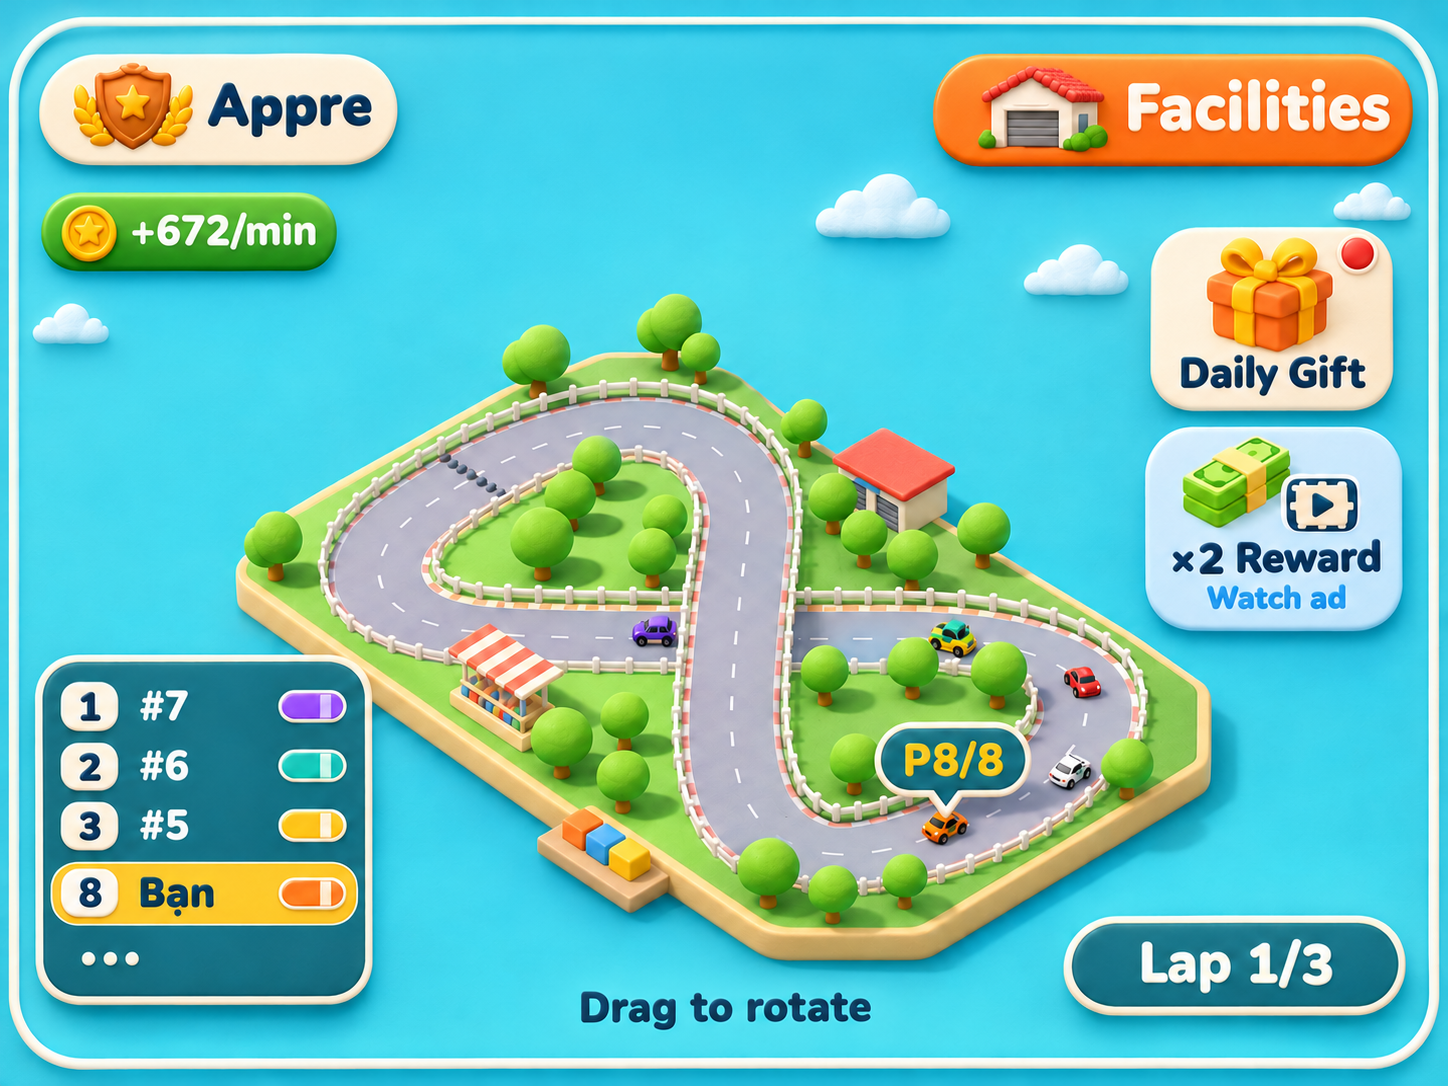 Appre
Facilities
+672/min
Daily Gift
×2 Reward
Watch ad
1 #7
2 #6
3 #5
8 Bạn
...
P8/8
Lap 1/3
Drag to rotate